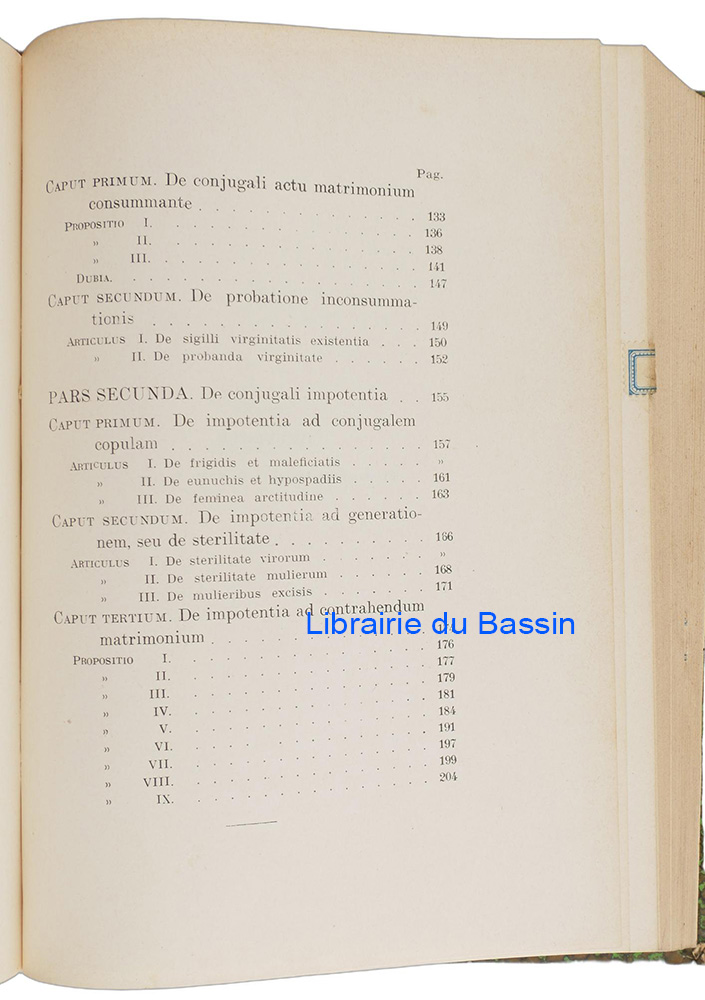 Pag.
CAPUT PRIMUM. De conjugali actu matrimonium
consummante . . . . . . . . . . . 133
PROPOSITIO I. . . . . . . . . . . . 136
» II. . . . . . . . . . . . 138
» III. . . . . . . . . . . . 141
DUBIA. . . . . . . . . . . . . 147
CAPUT SECUNDUM. De probatione inconsumma-
tionis . . . . . . . . . . . . . 149
ARTICULUS I. De sigilli virginitatis existentia . . . 150
» II. De probanda virginitate . . . . . . 152
PARS SECUNDA. De conjugali impotentia . . 155
CAPUT PRIMUM. De impotentia ad conjugalem
copulam . . . . . . . . . . . . 157
ARTICULUS I. De frigidis et maleficiatis . . . . . »
» II. De eunuchis et hypospadiis . . . . . 161
» III. De feminea arctitudine . . . . . . 163
CAPUT SECUNDUM. De impotentia ad generatio-
nem, seu de sterilitate . . . . . . . . 166
ARTICULUS I. De sterilitate virorum . . . . . . »
» II. De sterilitate mulierum . . . . . . 168
» III. De mulieribus excisis . . . . . . 171
CAPUT TERTIUM. De impotentia ad contrahendum
Librairie du Bassin
matrimonium . . . . . . . . . . .
PROPOSITIO I. . . . . . . . . . . . 176
» II. . . . . . . . . . . . 177
» III. . . . . . . . . . . . 179
» IV. . . . . . . . . . . . 181
» V. . . . . . . . . . . . 184
» VI. . . . . . . . . . . . 191
» VII. . . . . . . . . . . . 197
» VIII. . . . . . . . . . . . 199
» IX. . . . . . . . . . . . 204